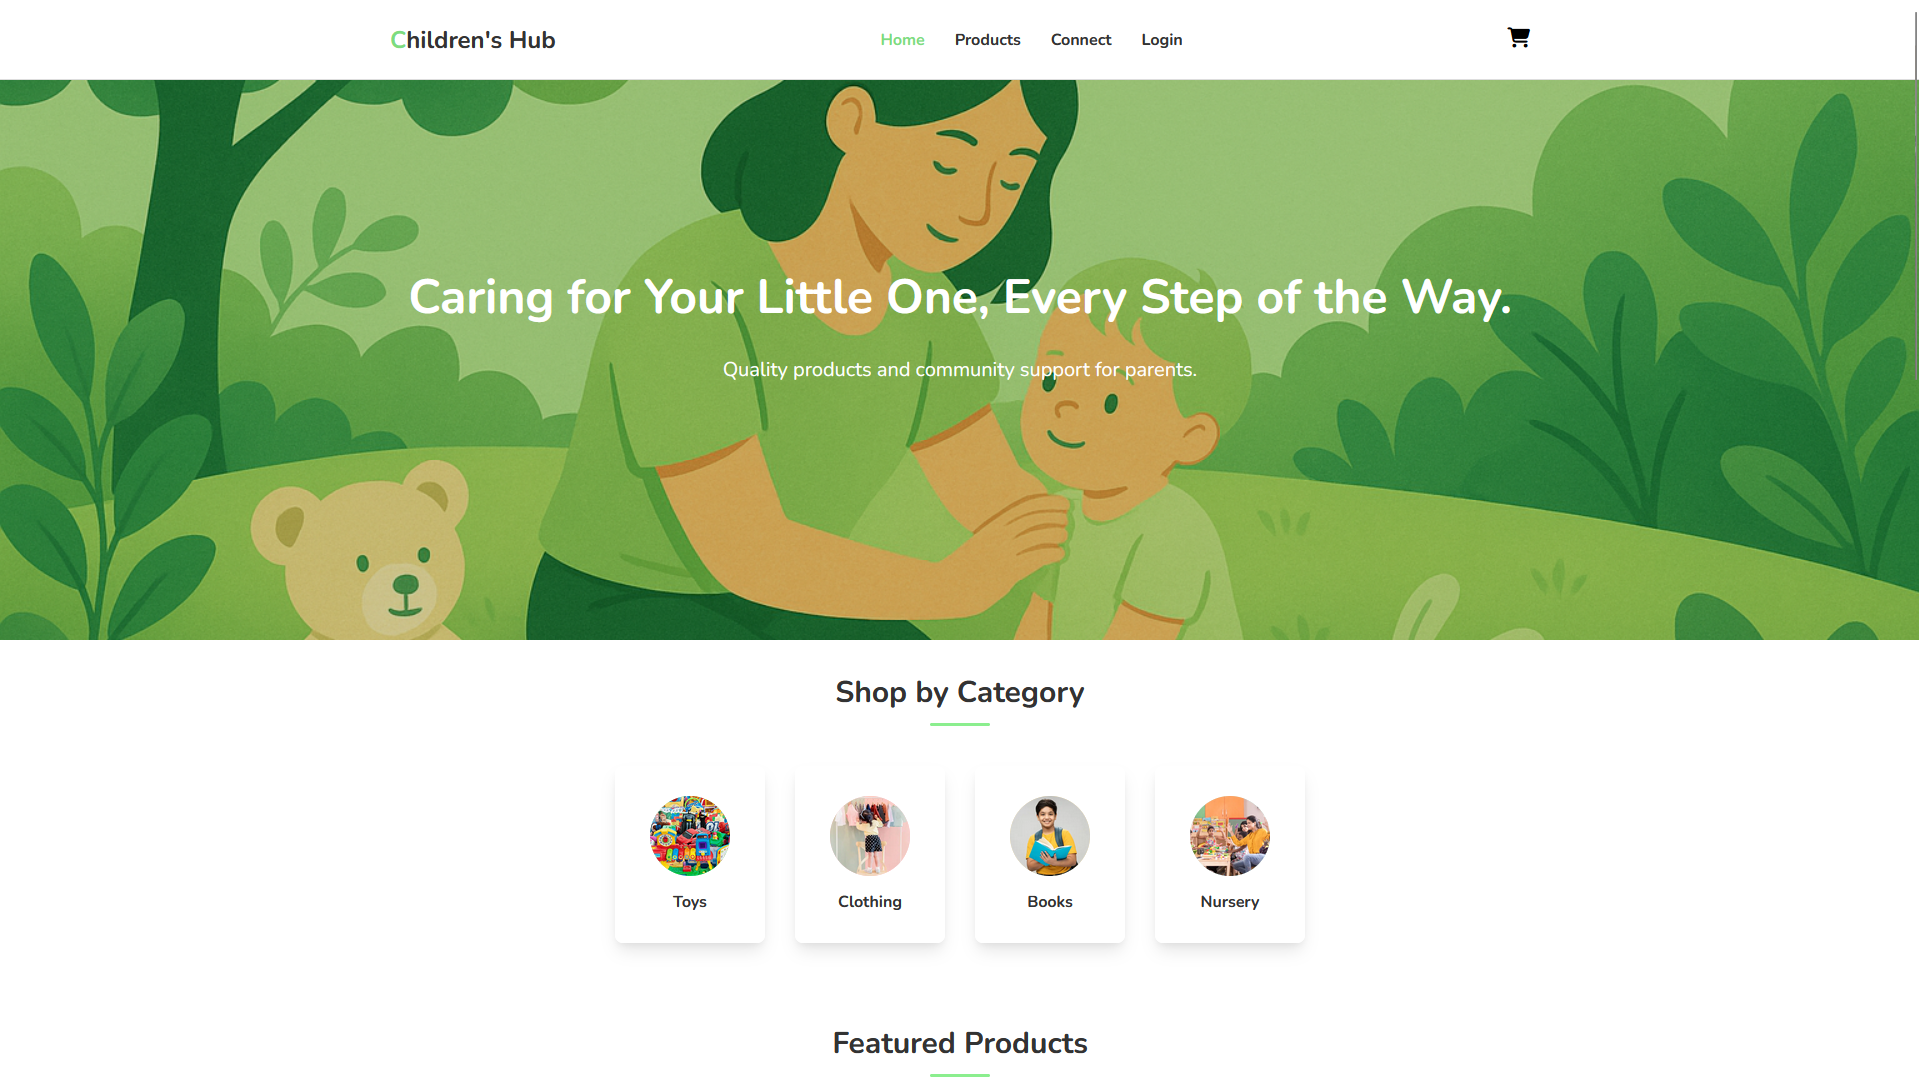 Children's Hub
Home
Products
Connect
Login
Caring for Your Little One, Every Step of the Way.
Quality products and community support for parents.
Shop by Category
Toys
Clothing
Books
Nursery
Featured Products